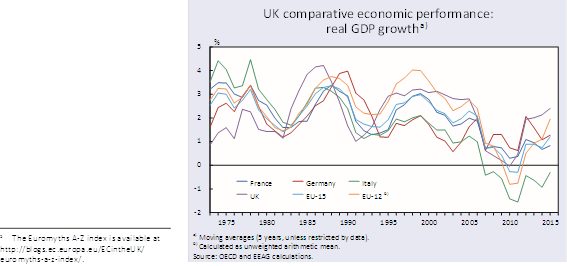 UK comparative economic performance:
real GDP growth a)
%
5
4
3
2
1
0
-1
-2
France
Germany
Italy
UK
EU-15
EU-12 b)
1975
1980
1985
1990
1995
2000
2005
2010
2015
a) Moving averages (5 years, unless restricted by data).
b) Calculated as unweighted arithmetic mean.
Source: OECD and EEAG calculations.
The Euromyths A-Z index is available at
http://blogs.ec.europa.eu/ECintheUK/
euromyths-a-z-index/.